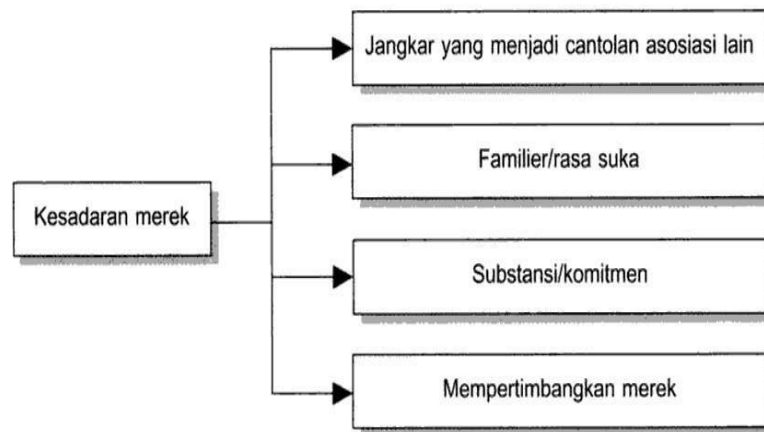 Jangkar yang menjadi cantolan asosiasi lain
Familier/rasa suka
Kesadaran merek
Substansi/komitmen
Mempertimbangkan merek